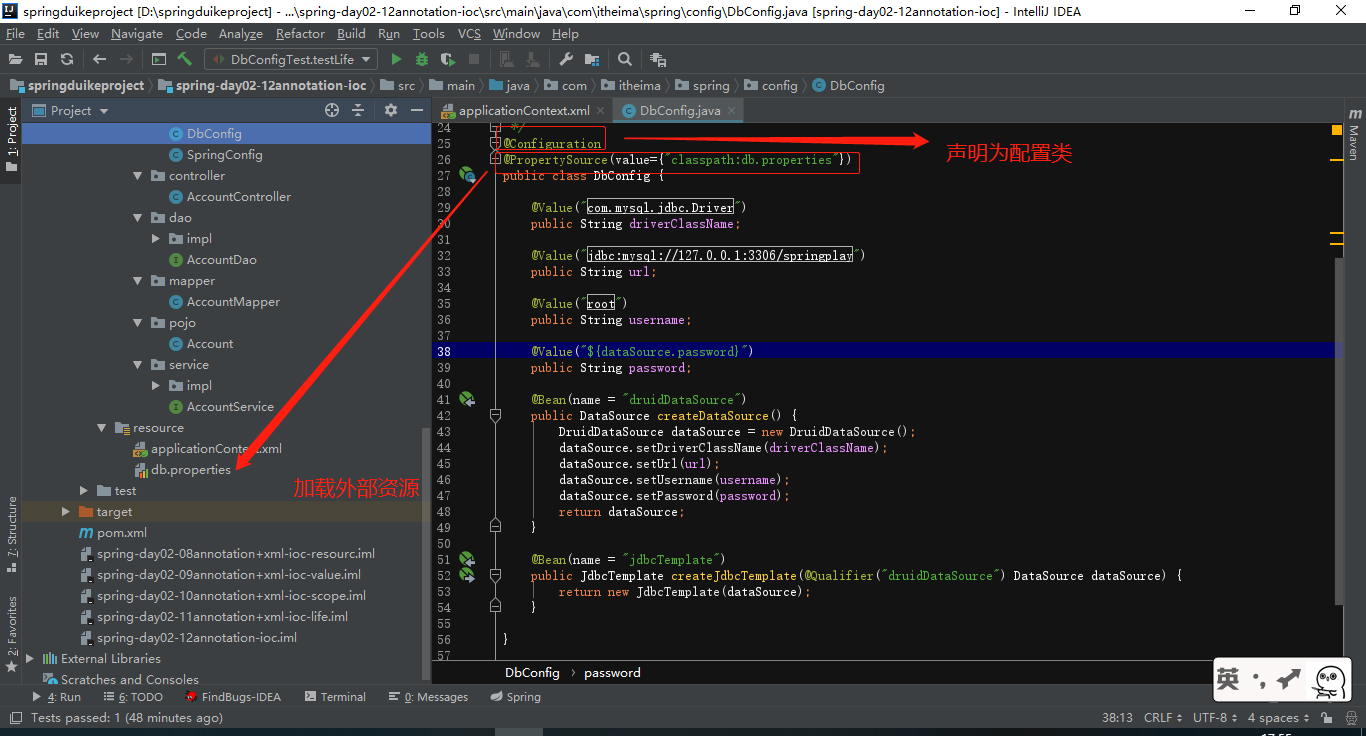 springduikeproject [D:\springduikeproject] - ...\spring-day02-12annotation-ioc\src\main\java\com\itheima\spring\config\DbConfig.java [spring-day02-12annotation-ioc] - IntelliJ IDEA
File Edit View Navigate Code Analyze Refactor Build Run Tools VCS Window Help
DbConfigTest.testLife
springduikeproject spring-day02-12annotation-ioc src main java com itheima spring config DbConfig
Project
applicationContext.xml
DbConfig.java
1: Project
7: Structure
2: Favorites
Maven
DbConfig
SpringConfig
controller
AccountController
dao
impl
AccountDao
mapper
AccountMapper
pojo
Account
service
impl
AccountService
resource
applicationContext.xml
db.properties
test
target
pom.xml
spring-day02-08annotation+xml-ioc-resourc.iml
spring-day02-09annotation+xml-ioc-value.iml
spring-day02-10annotation+xml-ioc-scope.iml
spring-day02-11annotation+xml-ioc-life.iml
spring-day02-12annotation-ioc.iml
External Libraries
Scratches and Consoles
加载外部资源
声明为配置类
24 */
25 @Configuration
26 @PropertySource(value={"classpath:db.properties"})
27 public class DbConfig {
28
29 @Value("com.mysql.jdbc.Driver")
30 public String driverClassName;
31
32 @Value("jdbc:mysql://127.0.0.1:3306/springplay")
33 public String url;
34
35 @Value("root")
36 public String username;
37
38 @Value("${dataSource.password}")
39 public String password;
40
41 @Bean(name = "druidDataSource")
42 public DataSource createDataSource() {
43 DruidDataSource dataSource = new DruidDataSource();
44 dataSource.setDriverClassName(driverClassName);
45 dataSource.setUrl(url);
46 dataSource.setUsername(username);
47 dataSource.setPassword(password);
48 return dataSource;
49 }
50
51 @Bean(name = "jdbcTemplate")
52 public JdbcTemplate createJdbcTemplate(@Qualifier("druidDataSource") DataSource dataSource) {
53 return new JdbcTemplate(dataSource);
54 }
55
56 }
57
DbConfig › password
英
4: Run 6: TODO FindBugs-IDEA Terminal 0: Messages Spring
Tests passed: 1 (48 minutes ago)
38:13 CRLF UTF-8 4 spaces